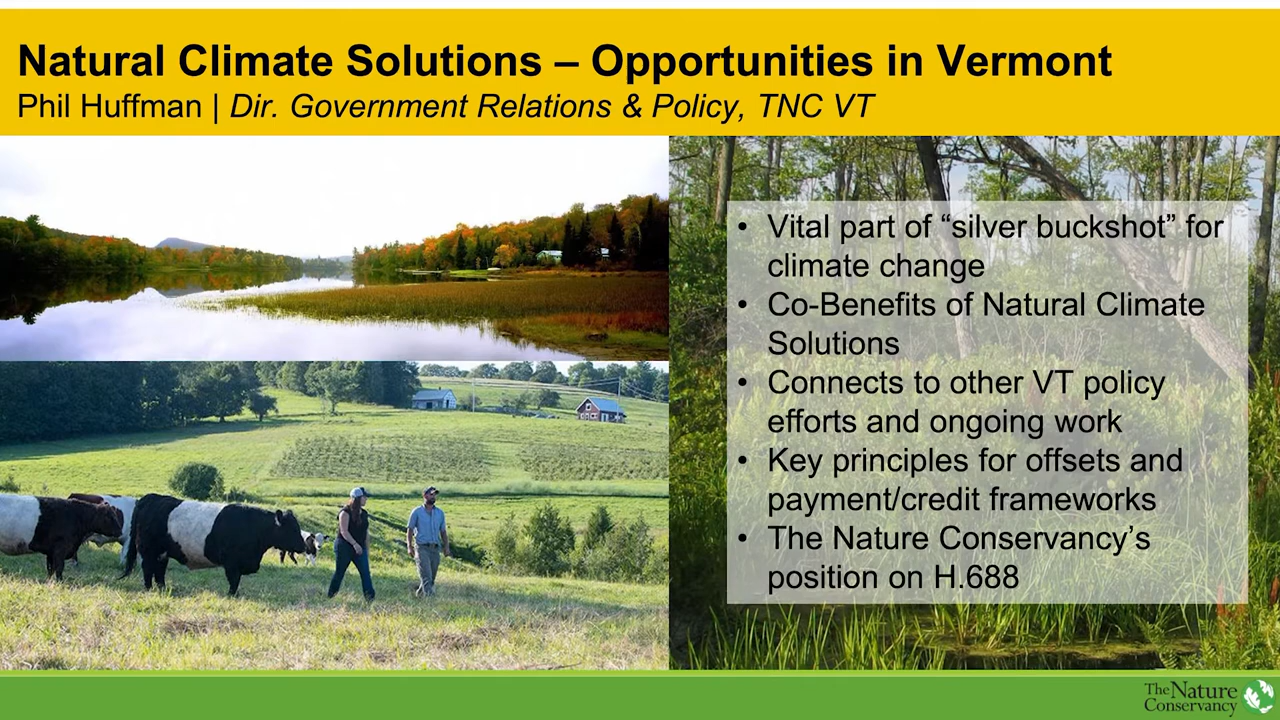 Natural Climate Solutions – Opportunities in Vermont
Phil Huffman | Dir. Government Relations & Policy, TNC VT
• Vital part of “silver buckshot” for
climate change
• Co-Benefits of Natural Climate
Solutions
• Connects to other VT policy
efforts and ongoing work
• Key principles for offsets and
payment/credit frameworks
• The Nature Conservancy’s
position on H.688
The Nature
Conservancy